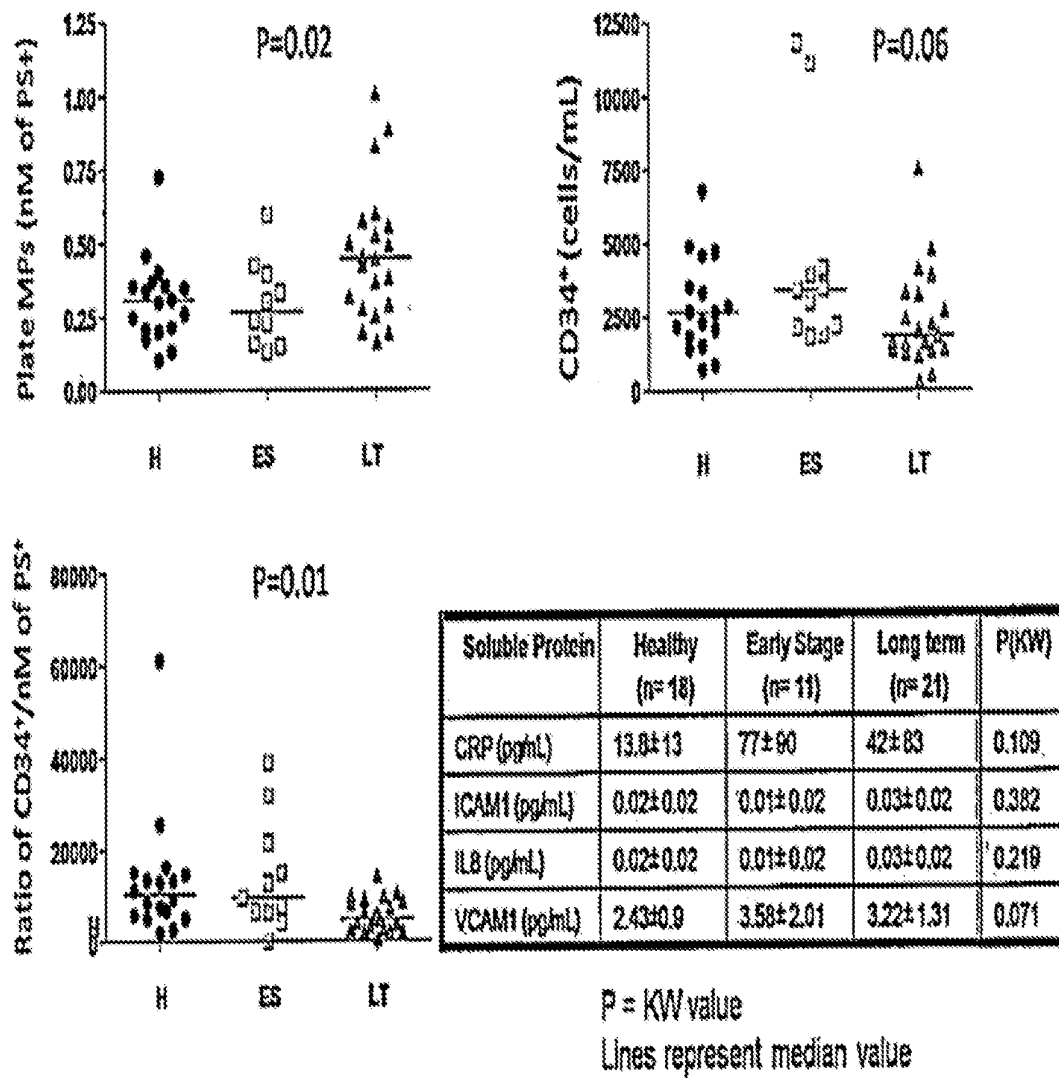 Plate MPs (nM of PS+)
1.25
1.00
0.75
0.50
0.25
0.00
P=0.02
H ES LT
CD34+(cells/mL)
12500
10000
7500
5000
2500
0
P=0.06
H ES LT
Ratio of CD34+/nM of PS+
80000
60000
40000
20000
0
P=0.01
H ES LT
Soluble Protein Healthy (n= 18) Early Stage (n= 11) Long term (n= 21) P(KW)
CRP (pg/mL) 13.8±13 77±90 42±83 0.109
ICAM1 (pg/mL) 0.02±0.02 0.01±0.02 0.03±0.02 0.382
IL8 (pg/mL) 0.02±0.02 0.01±0.02 0.03±0.02 0.219
VCAM1 (pg/mL) 2.43±0.9 3.58±2.01 3.22±1.31 0.071
P = KW value
Lines represent median value